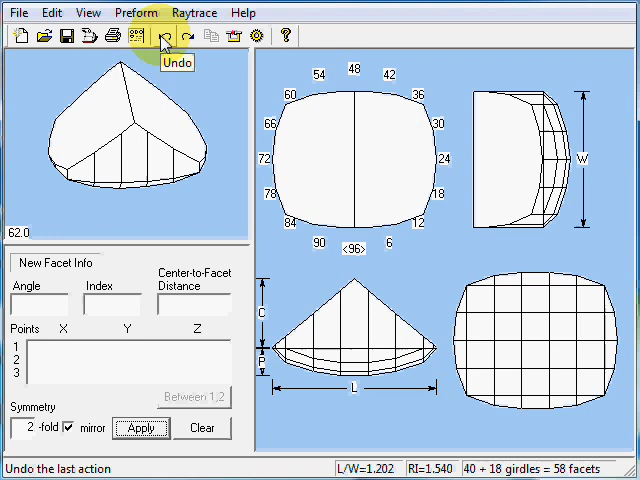 File Edit View Preform Raytrace Help
Undo
62.0
48
54 42
60 36
66 30
72 24
78 18
84 12
90 <96> 6
W
C
P
L
New Facet Info
Center-to-Facet
Angle Index Distance
Points X Y Z
1
2
3
Between 1,2
Symmetry
2 -fold mirror Apply Clear
Undo the last action L/W=1.202 RI=1.540 40 + 18 girdles = 58 facets